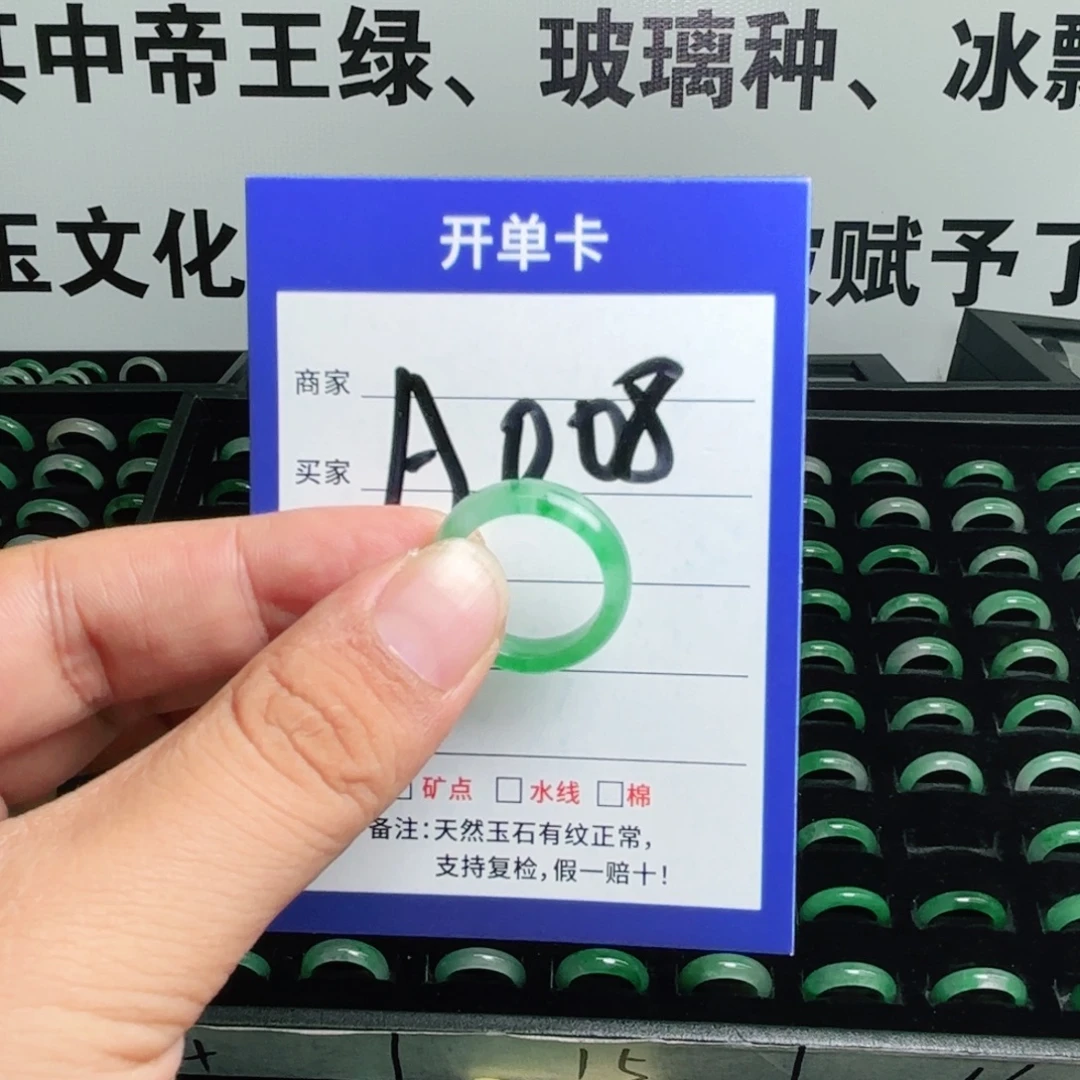 其中帝王绿、玻璃种、冰飘
玉文化
赋予了
开单卡
商家
A008
买家
矿点 水线 棉
备注:天然玉石有纹正常,
支持复检,假一赔十!
15